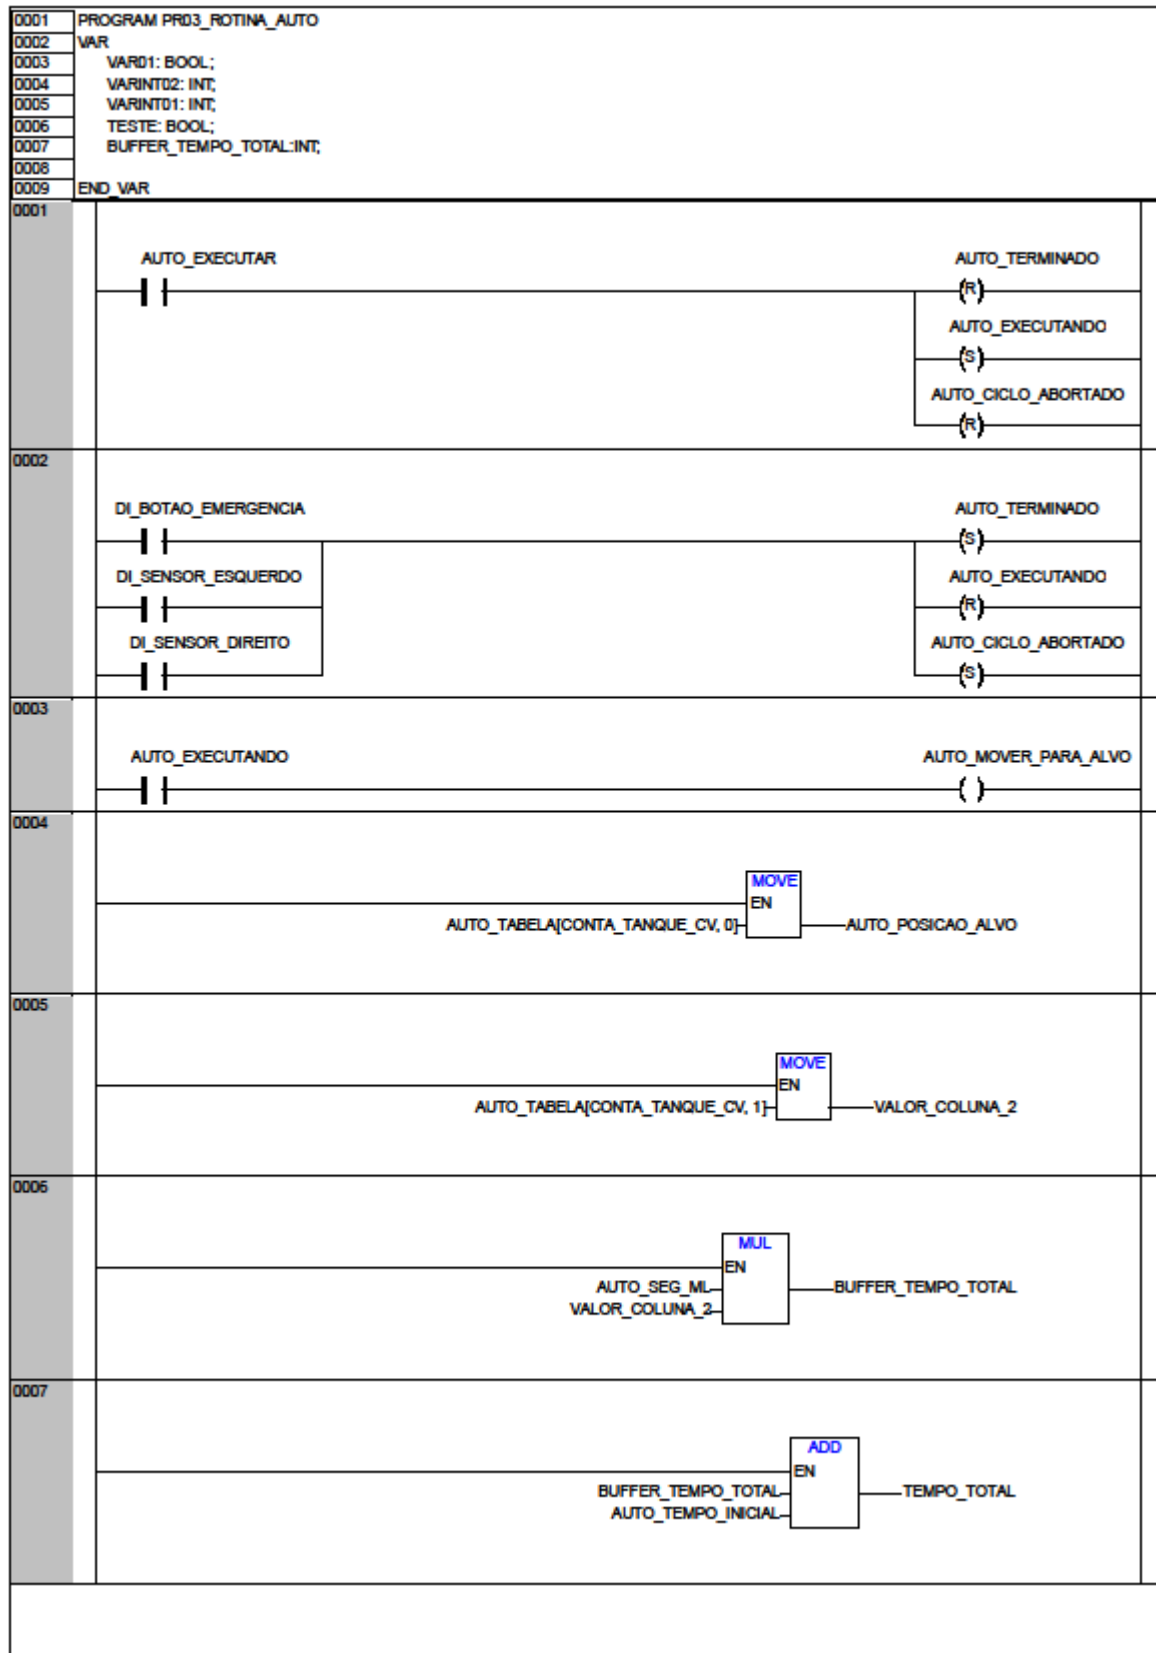 0001 PROGRAM PR03_ROTINA_AUTO
0002 VAR
0003 VAR01: BOOL;
0004 VARINT02: INT;
0005 VARINT01: INT;
0006 TESTE: BOOL;
0007 BUFFER_TEMPO_TOTAL:INT;
0008
0009 END_VAR
0001
AUTO_EXECUTAR AUTO_TERMINADO
(R)
AUTO_EXECUTANDO
(S)
AUTO_CICLO_ABORTADO
(R)
0002
DI_BOTAO_EMERGENCIA AUTO_TERMINADO
(S)
DI_SENSOR_ESQUERDO AUTO_EXECUTANDO
(R)
DI_SENSOR_DIREITO AUTO_CICLO_ABORTADO
(S)
0003
AUTO_EXECUTANDO AUTO_MOVER_PARA_ALVO
( )
0004
MOVE
EN
AUTO_TABELA[CONTA_TANQUE_CV, 0] AUTO_POSICAO_ALVO
0005
MOVE
EN
AUTO_TABELA[CONTA_TANQUE_CV, 1] VALOR_COLUNA_2
0006
MUL
EN
AUTO_SEG_ML BUFFER_TEMPO_TOTAL
VALOR_COLUNA_2
0007
ADD
EN
BUFFER_TEMPO_TOTAL TEMPO_TOTAL
AUTO_TEMPO_INICIAL